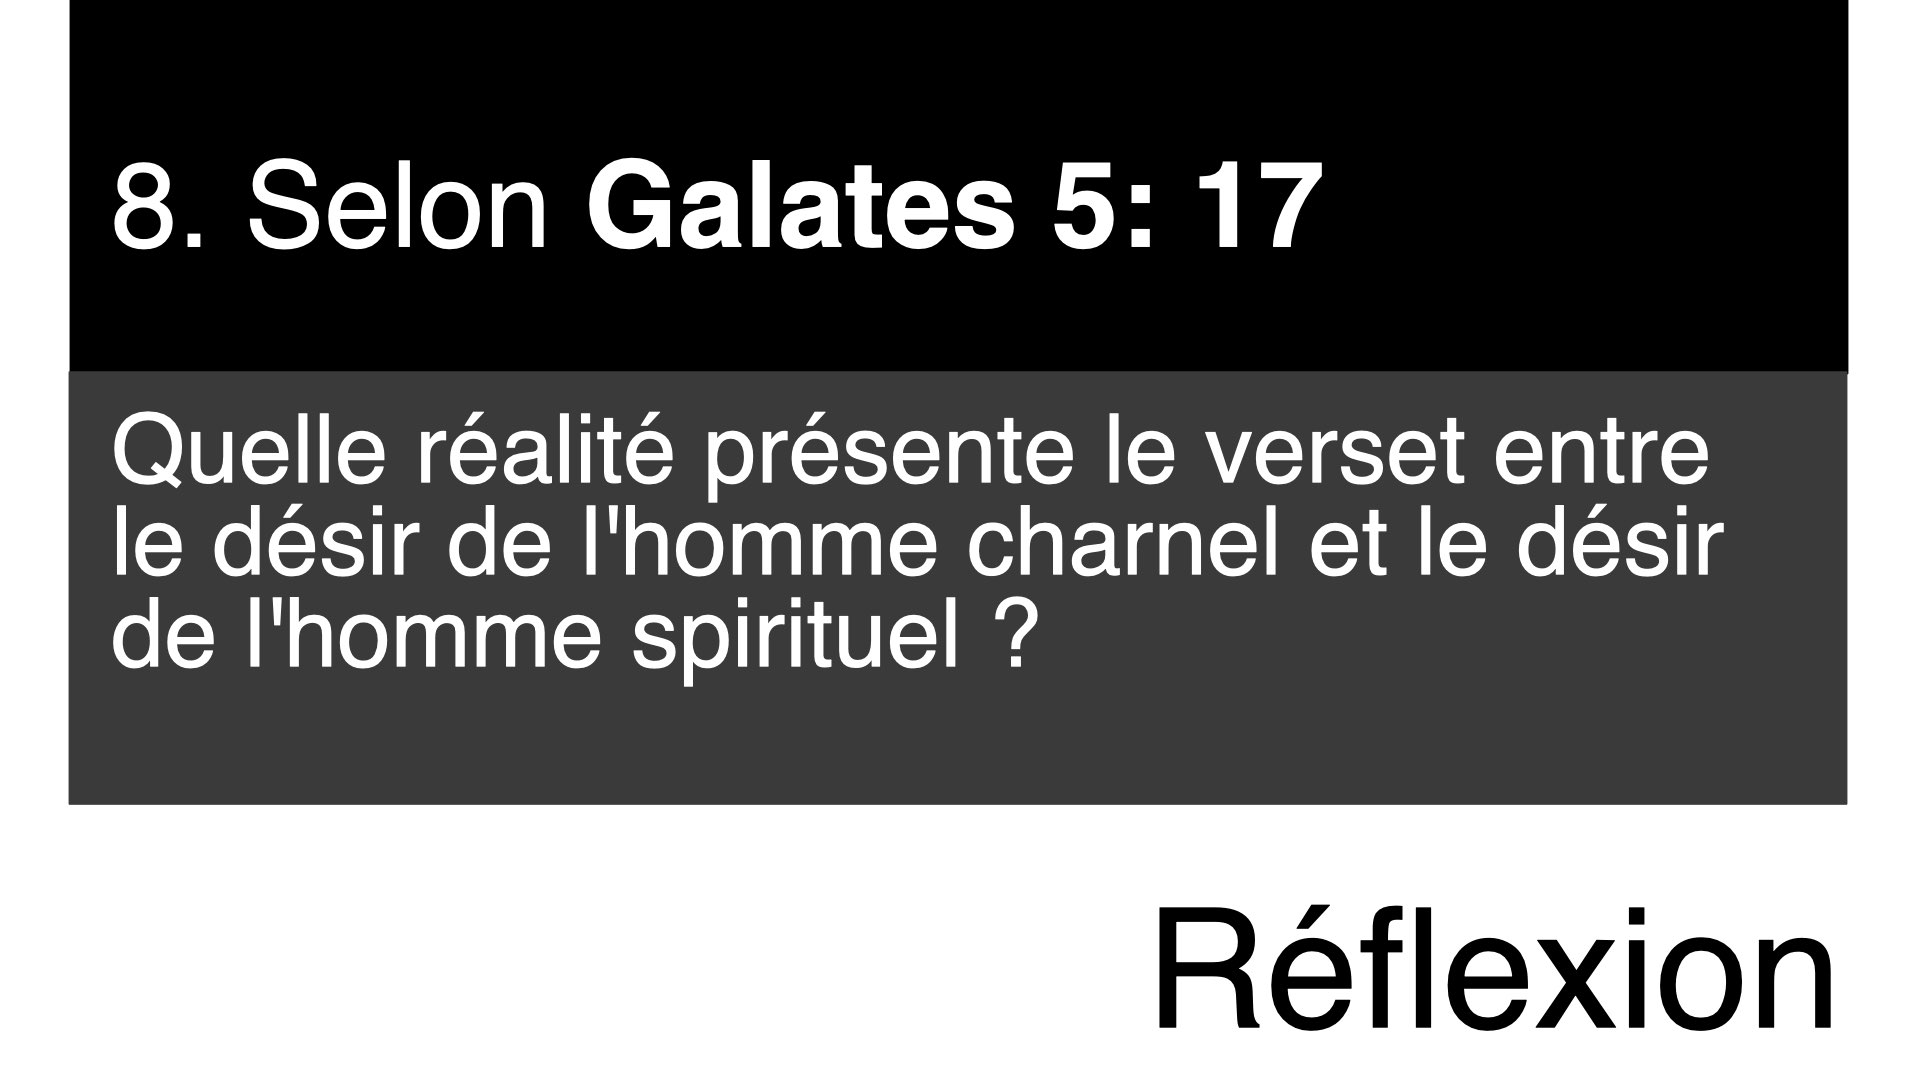 8. Selon Galates 5: 17
Quelle réalité présente le verset entre
le désir de l'homme charnel et le désir
de l'homme spirituel ?
Réflexion